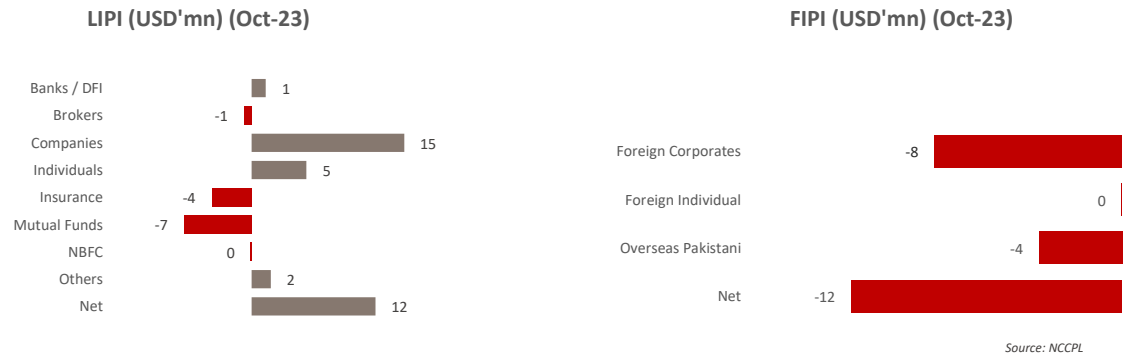 LIPI (USD'mn) (Oct-23)
Banks / DFI 1
Brokers -1
Companies 15
Individuals 5
Insurance -4
Mutual Funds -7
NBFC 0
Others 2
Net 12
FIPI (USD'mn) (Oct-23)
Foreign Corporates -8
Foreign Individual 0
Overseas Pakistani -4
Net -12
Source: NCCPL